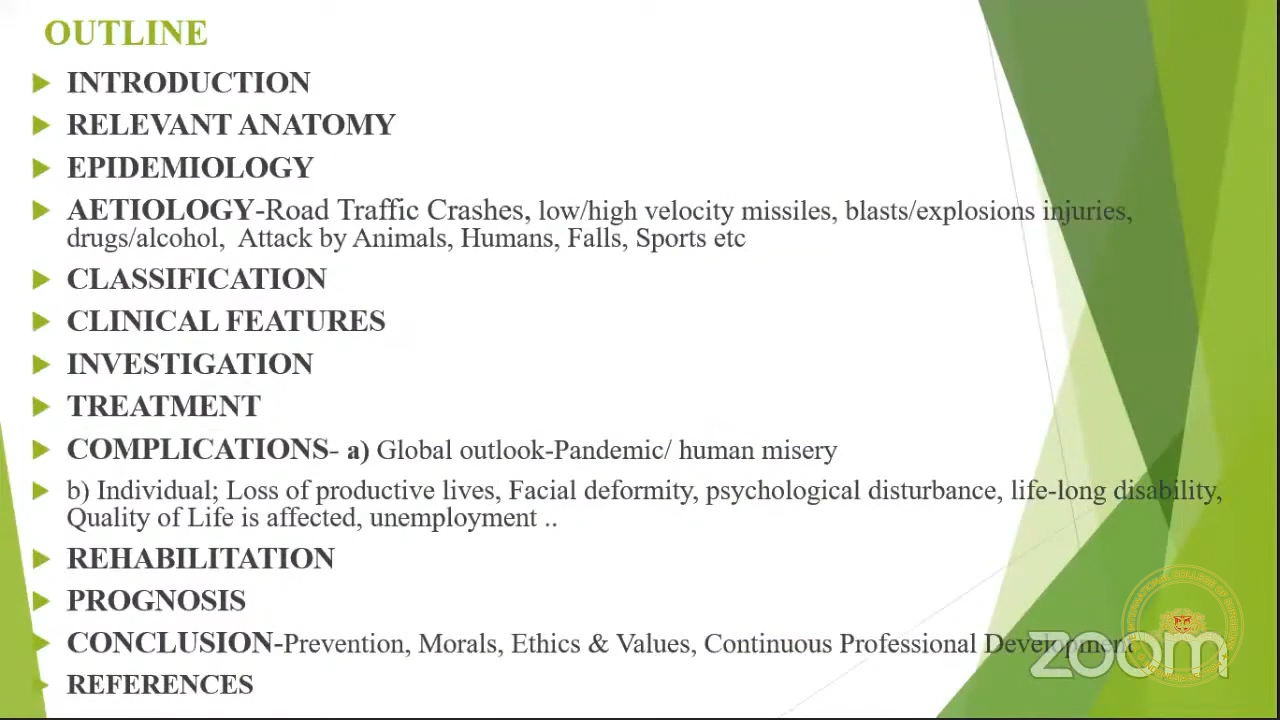 OUTLINE
INTRODUCTION
RELEVANT ANATOMY
EPIDEMIOLOGY
AETIOLOGY-Road Traffic Crashes, low/high velocity missiles, blasts/explosions injuries,
drugs/alcohol, Attack by Animals, Humans, Falls, Sports etc
CLASSIFICATION
CLINICAL FEATURES
INVESTIGATION
TREATMENT
COMPLICATIONS- a) Global outlook-Pandemic/ human misery
b) Individual; Loss of productive lives, Facial deformity, psychological disturbance, life-long disability,
Quality of Life is affected, unemployment ..
REHABILITATION
PROGNOSIS
CONCLUSION-Prevention, Morals, Ethics & Values, Continuous Professional Development
REFERENCES
zoom